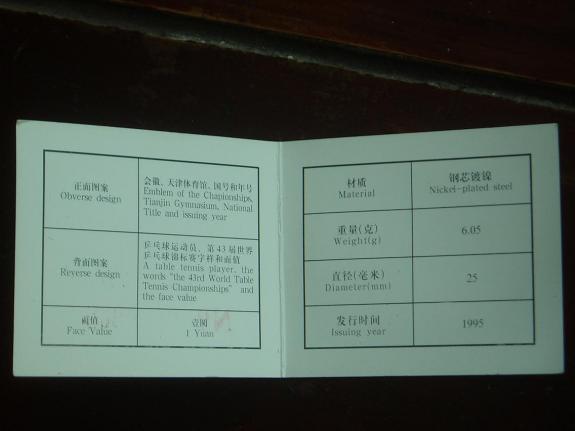 正面图案
Obverse design
会徽、天津体育馆、国号和年号
Emblem of the Chapionships,
Tianjin Gymnasium, National
Title and issuing year
背面图案
Reverse design
乒乓球运动员、第43届世界
乒乓球锦标赛字样和面值
A table tennis player, the
words "the 43rd World Table
Tennis Championships" and
the face value
面值
Face Value
壹圆
1 Yuan
材质
Material
钢芯镀镍
Nickel-plated steel
重量(克)
Weight(g)
6.05
直径(毫米)
Diameter(mm)
25
发行时间
Issuing year
1995